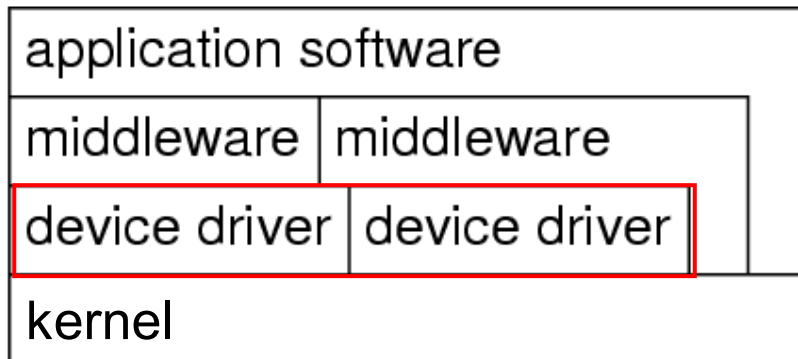 application software
middleware middleware
device driver device driver
kernel